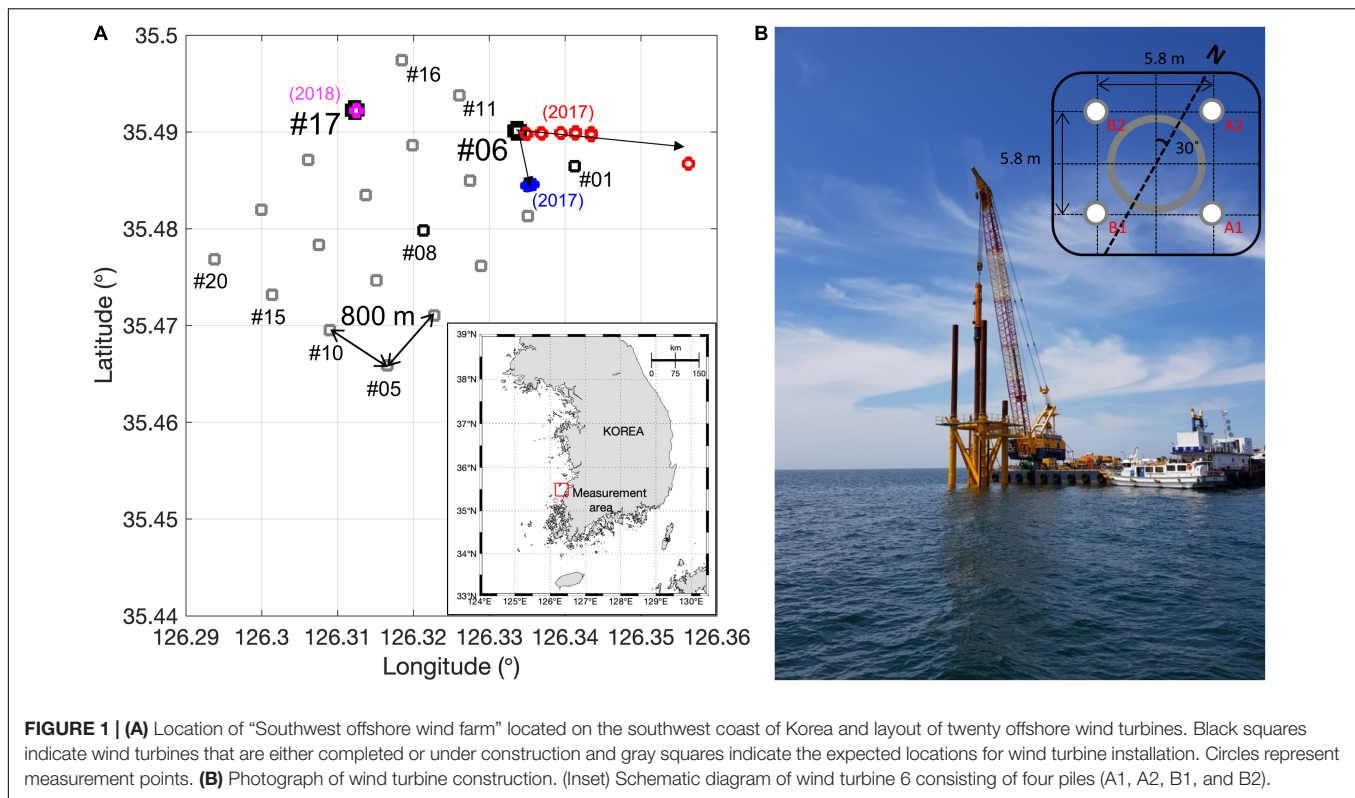 A
35.5
35.49
35.48
35.47
35.46
35.45
35.44
Latitude (°)
126.29 126.3 126.31 126.32 126.33 126.34 126.35 126.36
Longitude (°)
#16
(2018)
#17
#11
(2017)
#06
#01
(2017)
#08
#20
#15
800 m
#10
#05
39°N
38°N
37°N
36°N
35°N
34°N
33°N
124°E 125°E 126°E 127°E 128°E 129°E 130°E
km
0 75 150
KOREA
Measurement
area
B
N
5.8 m
B2 A2
5.8 m
30°
B1 A1
FIGURE 1 | (A) Location of “Southwest offshore wind farm” located on the southwest coast of Korea and layout of twenty offshore wind turbines. Black squares
indicate wind turbines that are either completed or under construction and gray squares indicate the expected locations for wind turbine installation. Circles represent
measurement points. (B) Photograph of wind turbine construction. (Inset) Schematic diagram of wind turbine 6 consisting of four piles (A1, A2, B1, and B2).